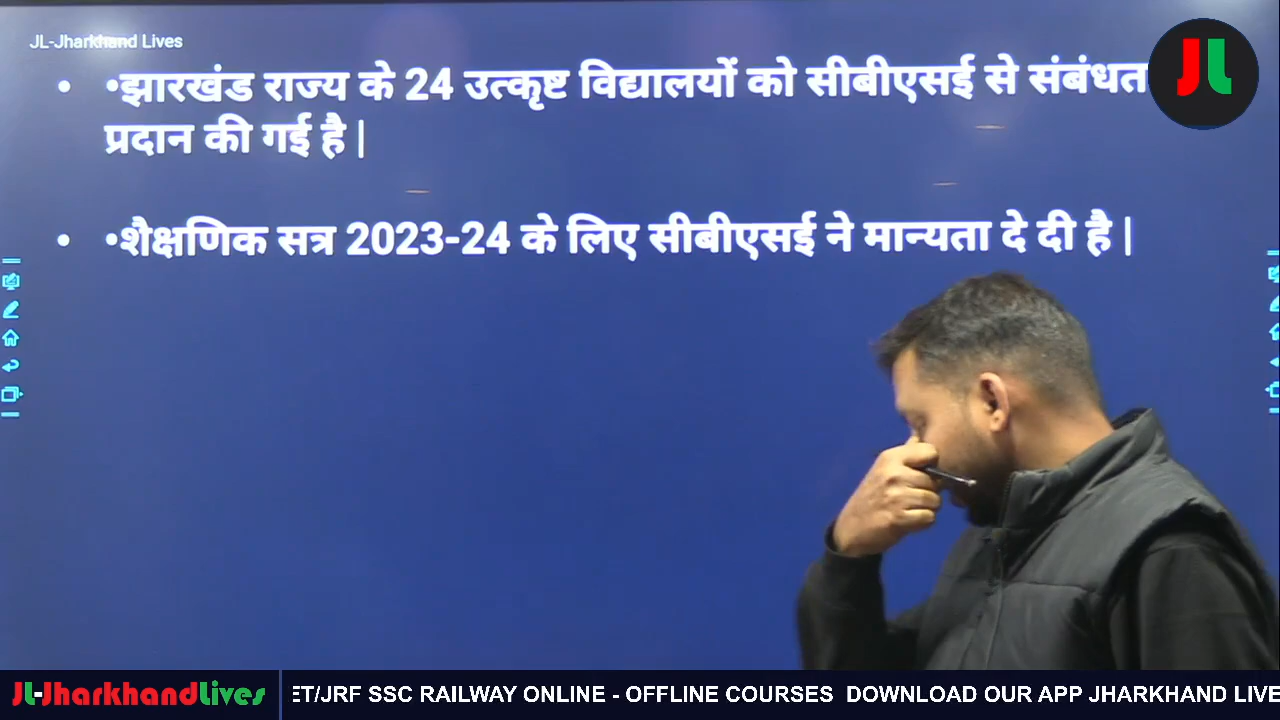 JL-Jharkhand Lives
JL
• •झारखंड राज्य के 24 उत्कृष्ट विद्यालयों को सीबीएसई से संबंधत
प्रदान की गई है |
• •शैक्षणिक सत्र 2023-24 के लिए सीबीएसई ने मान्यता दे दी है |
JL-JharkhandLives
ET/JRF SSC RAILWAY ONLINE - OFFLINE COURSES DOWNLOAD OUR APP JHARKHAND LIVE